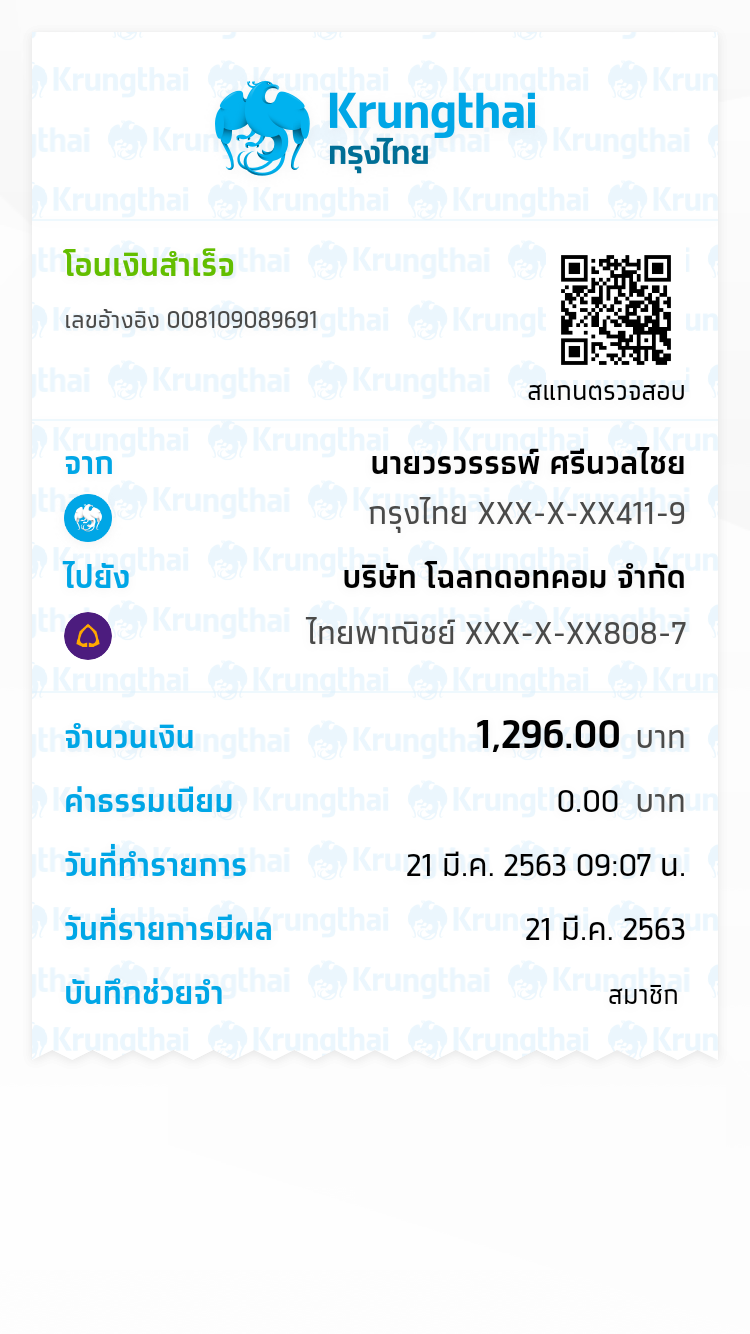 Krungthai
กรุงไทย
โอนเงินสำเร็จ
เลขอ้างอิง 008109089691
สแกนตรวจสอบ
จาก นายวรวรรธพ์ ศรีนวลไชย
กรุงไทย XXX-X-XX411-9
ไปยัง บริษัท โฉลกดอทคอม จำกัด
ไทยพาณิชย์ XXX-X-XX808-7
จำนวนเงิน 1,296.00 บาท
ค่าธรรมเนียม 0.00 บาท
วันที่ทำรายการ 21 มี.ค. 2563 09:07 น.
วันที่รายการมีผล 21 มี.ค. 2563
บันทึกช่วยจำ สมาชิก